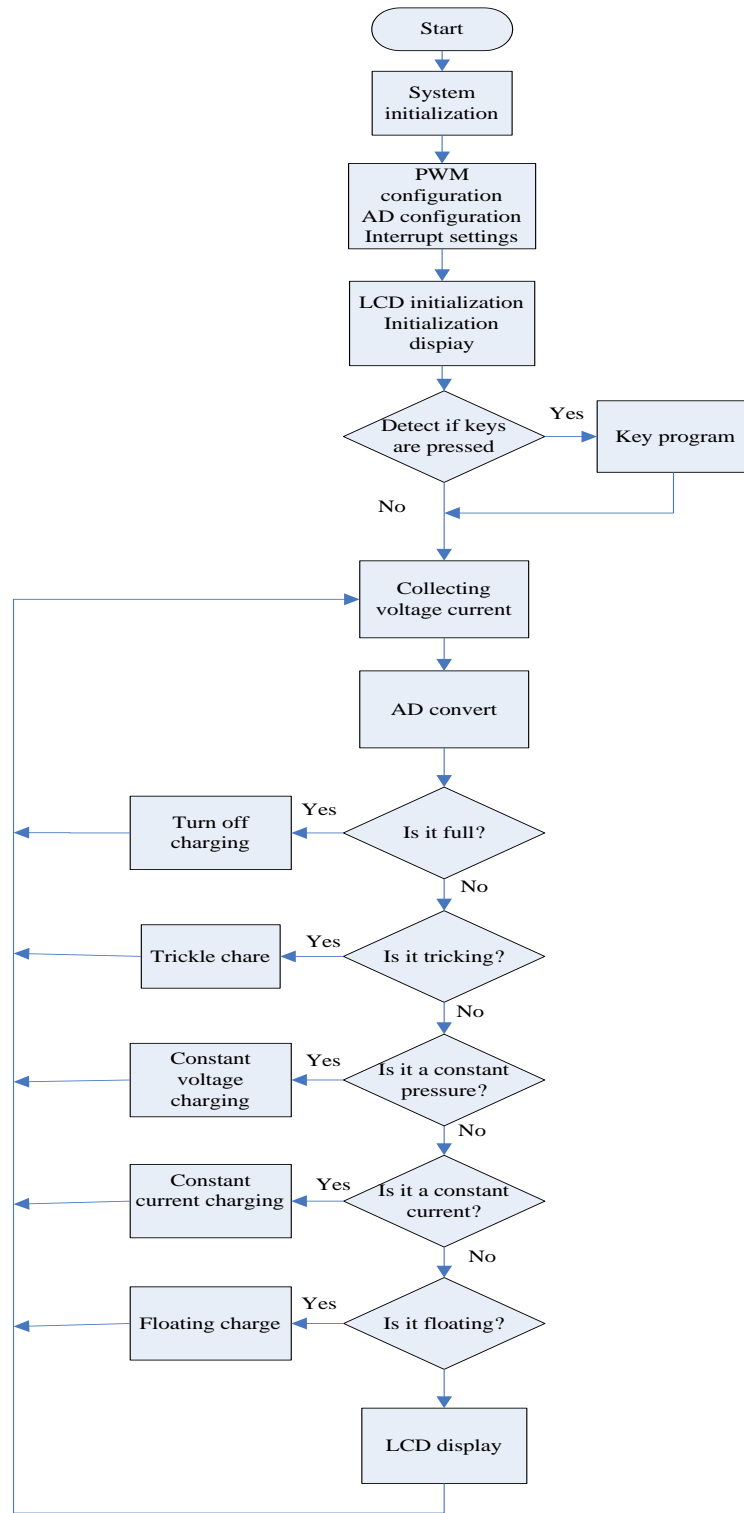 Start
System
initialization
PWM
configuration
AD configuration
Interrupt settings
LCD initialization
Initialization
dispiay
Detect if keys
are pressed
Yes
Key program
No
Collecting
voltage current
AD convert
Is it full?
Yes
Turn off
charging
No
Is it tricking?
Yes
Trickle chare
No
Is it a constant
pressure?
Yes
Constant
voltage
charging
No
Is it a constant
current?
Yes
Constant
current charging
No
Is it floating?
Yes
Floating charge
LCD display